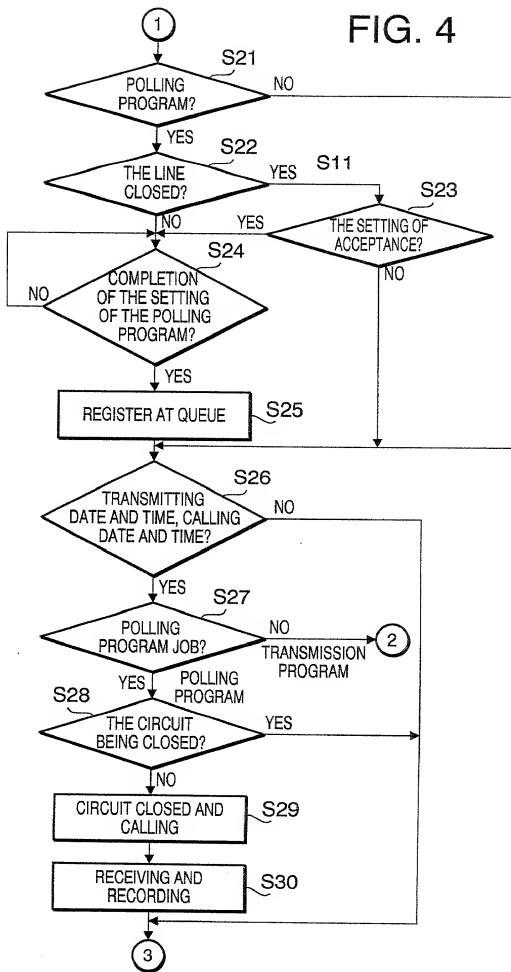 1
FIG. 4
S21
POLLING
PROGRAM?
NO
YES
S22
THE LINE
CLOSED?
YES
S11
S23
NO
YES
THE SETTING OF
ACCEPTANCE?
S24
NO
COMPLETION
OF THE SETTING
OF THE POLLING
PROGRAM?
NO
YES
REGISTER AT QUEUE
S25
S26
TRANSMITTING
DATE AND TIME, CALLING
DATE AND TIME?
NO
YES
S27
POLLING
PROGRAM JOB?
NO
2
TRANSMISSION
PROGRAM
YES
POLLING
PROGRAM
S28
THE CIRCUIT
BEING CLOSED?
YES
NO
CIRCUIT CLOSED AND
CALLING
S29
RECEIVING AND
RECORDING
S30
3